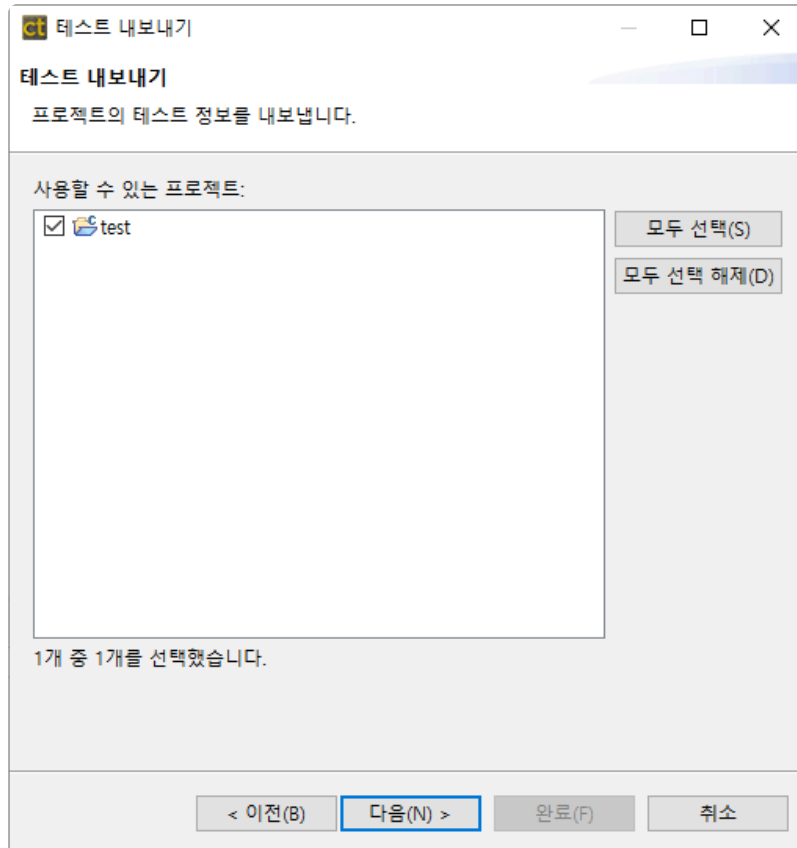 ct 테스트 내보내기
테스트 내보내기
프로젝트의 테스트 정보를 내보냅니다.
사용할 수 있는 프로젝트:
test
모두 선택(S)
모두 선택 해제(D)
1개 중 1개를 선택했습니다.
< 이전(B) 다음(N) > 완료(F) 취소